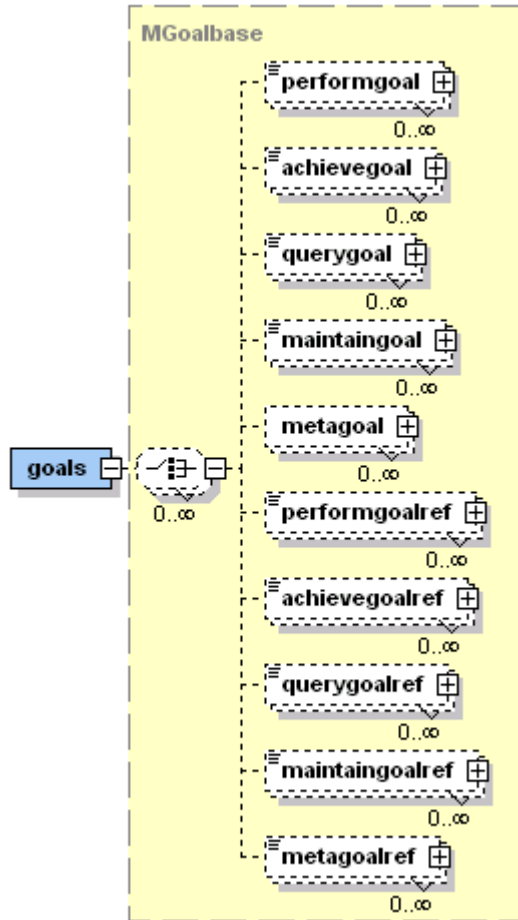 MGoalbase
performgoal
0..∞
achievegoal
0..∞
querygoal
0..∞
maintaingoal
0..∞
metagoal
0..∞
goals
0..∞
performgoalref
0..∞
achievegoalref
0..∞
querygoalref
0..∞
maintaingoalref
0..∞
metagoalref
0..∞